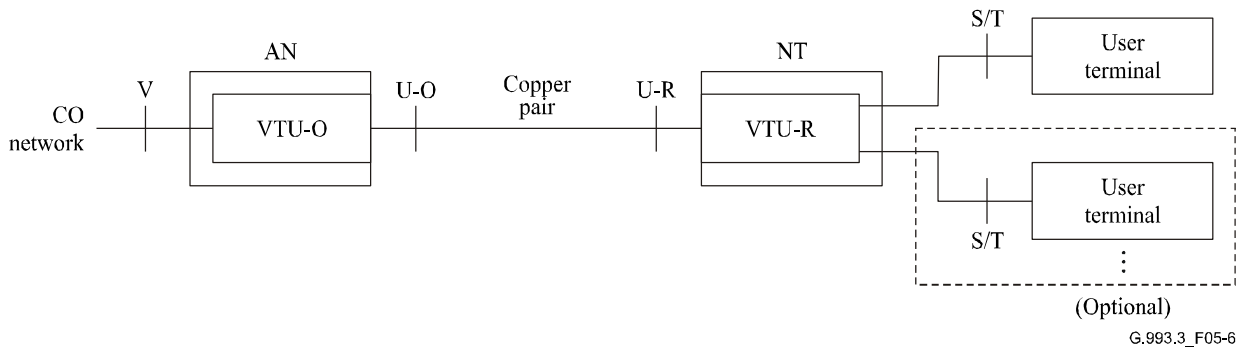 S/T
User
terminal
AN
NT
V
U-O
Copper
pair
U-R
CO
network
VTU-O
VTU-R
User
terminal
S/T
⋮
(Optional)
G.993.3_F05-6